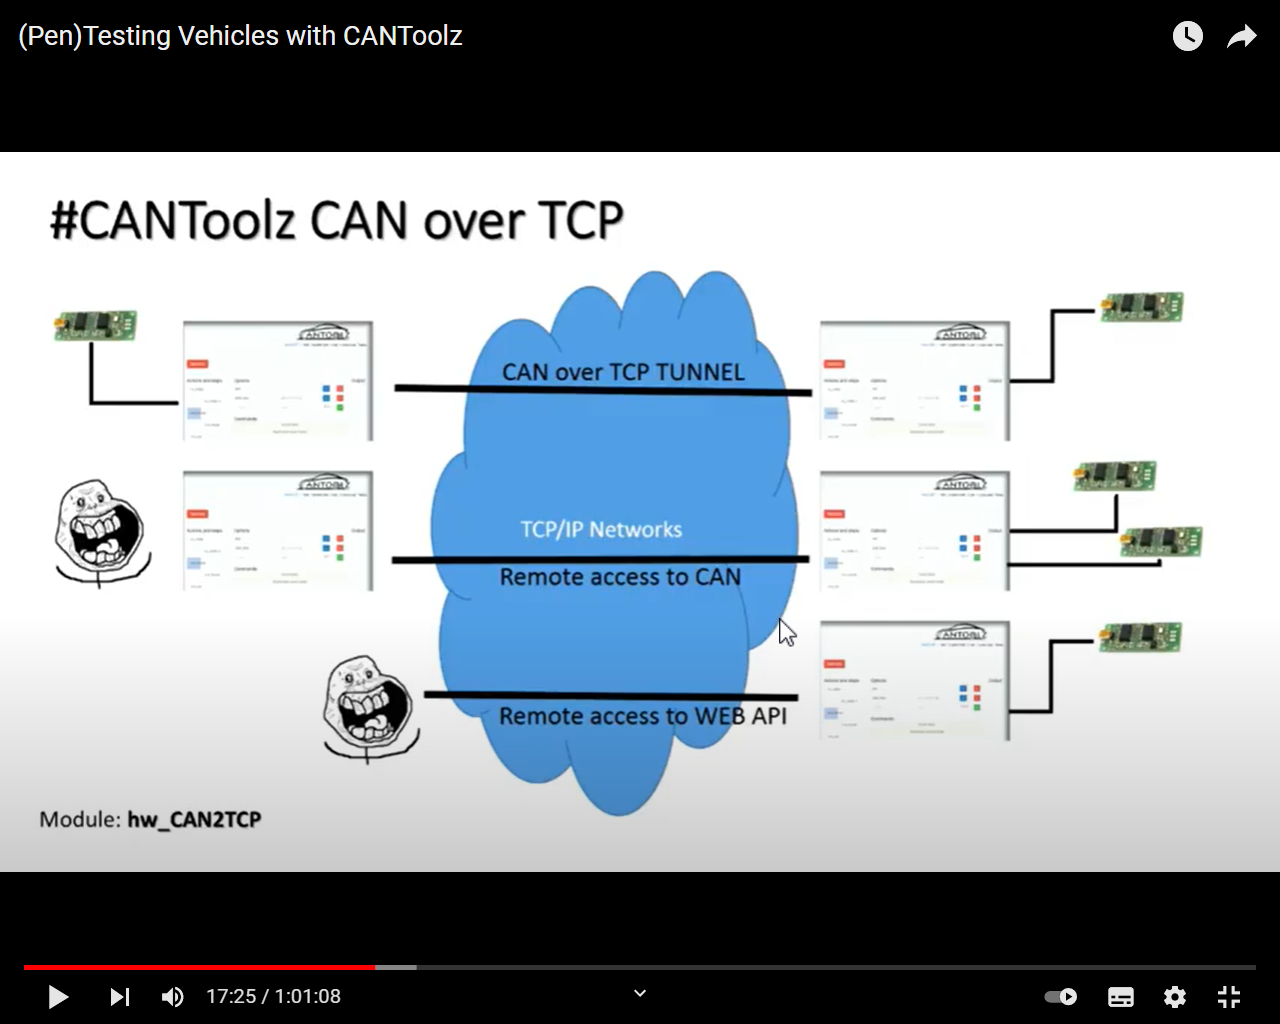 (Pen)Testing Vehicles with CANToolz
#CANToolz CAN over TCP
CAN over TCP TUNNEL
TCP/IP Networks
Remote access to CAN
Remote access to WEB API
Module: hw_CAN2TCP
17:25 / 1:01:08